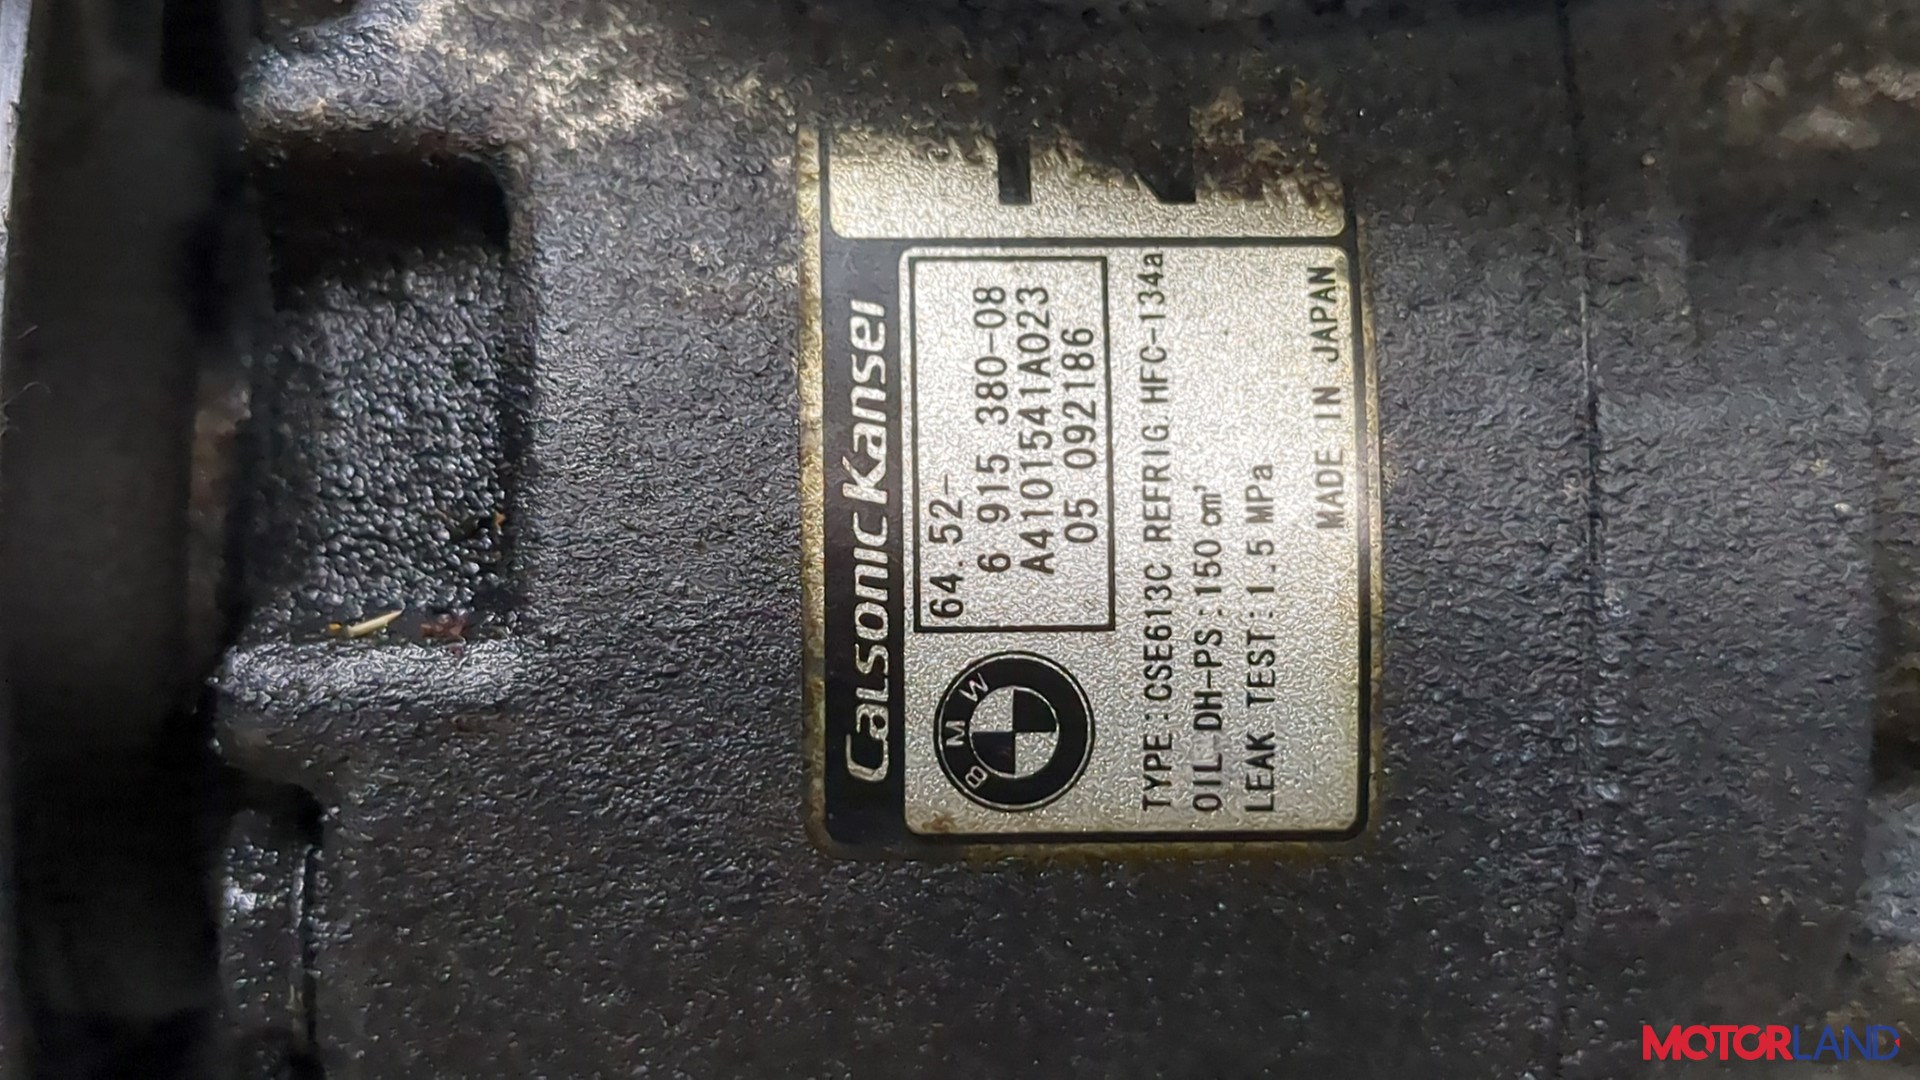 Calsonic Kansei
BMW
64.52-
6 915 380-08
A41015541A023
05 092186
TYPE:CSE613C REFRIG.HFC-134a
OIL DH-PS:150 cm³
LEAK TEST:1.5 MPa
MADE IN JAPAN
MOTORLAND